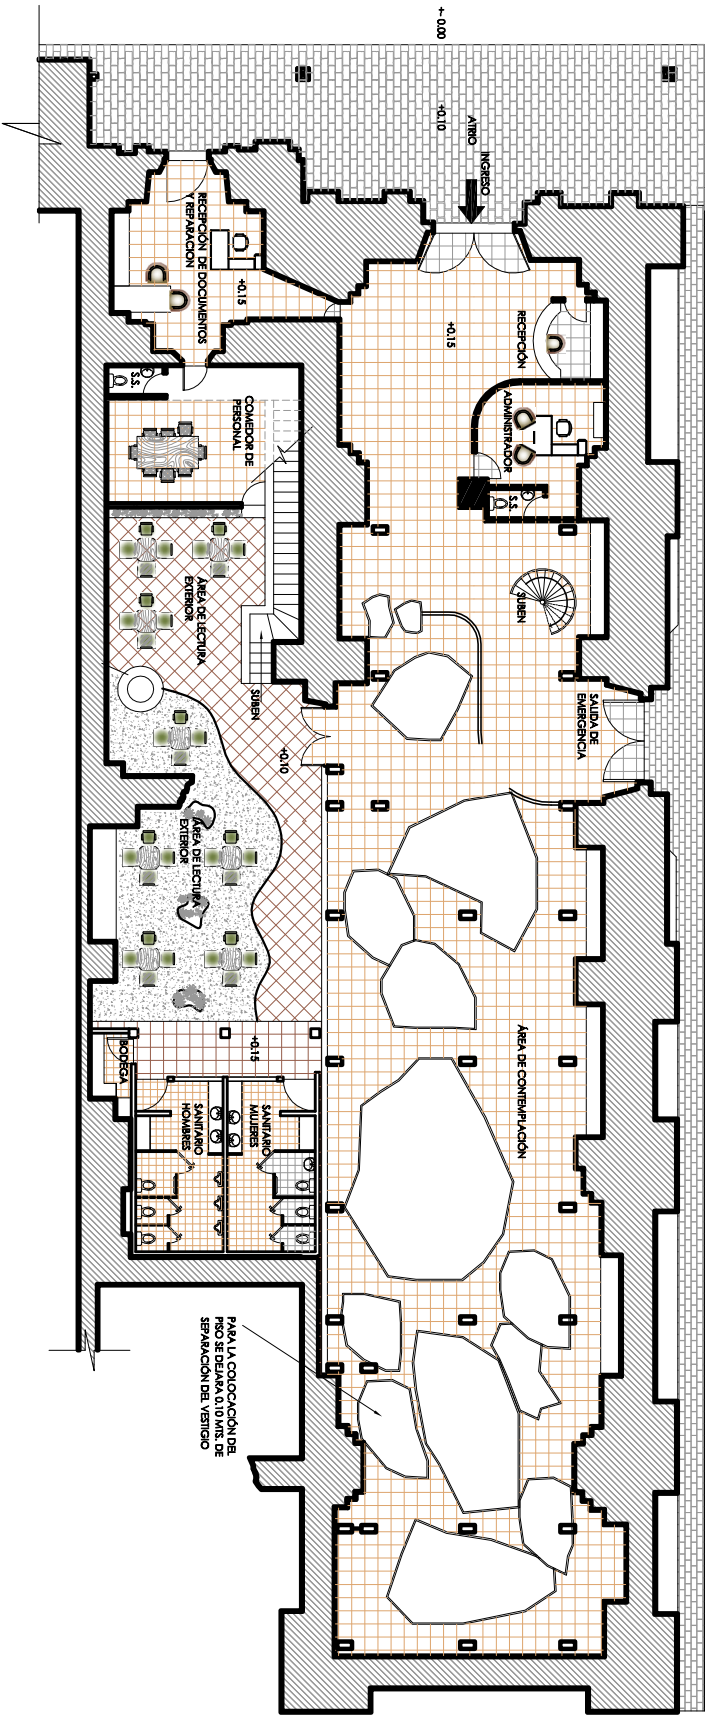 +- 0.00
+0.10
ATRIO
INGRESO
RECEPCIÓN DE DOCUMENTOS
Y REPARACION
+0.15
+0.15
RECEPCIÓN
ADMINISTRADOR
S.S.
S.S.
COMEDOR DE
PERSONAL
SUBEN
ÁREA DE LECTURA
EXTERIOR
SUBEN
SALIDA DE
EMERGENCIA
+0.10
ÁREA DE LECTURA
EXTERIOR
ÁREA DE CONTEMPLACIÓN
+0.15
BODEGA
SANITARIO
MUJERES
SANITARIO
HOMBRES
PARA LA COLOCACIÓN DEL
PISO SE DEJARA 0.10 MTS. DE
SEPARACIÓN DEL VESTIGIO